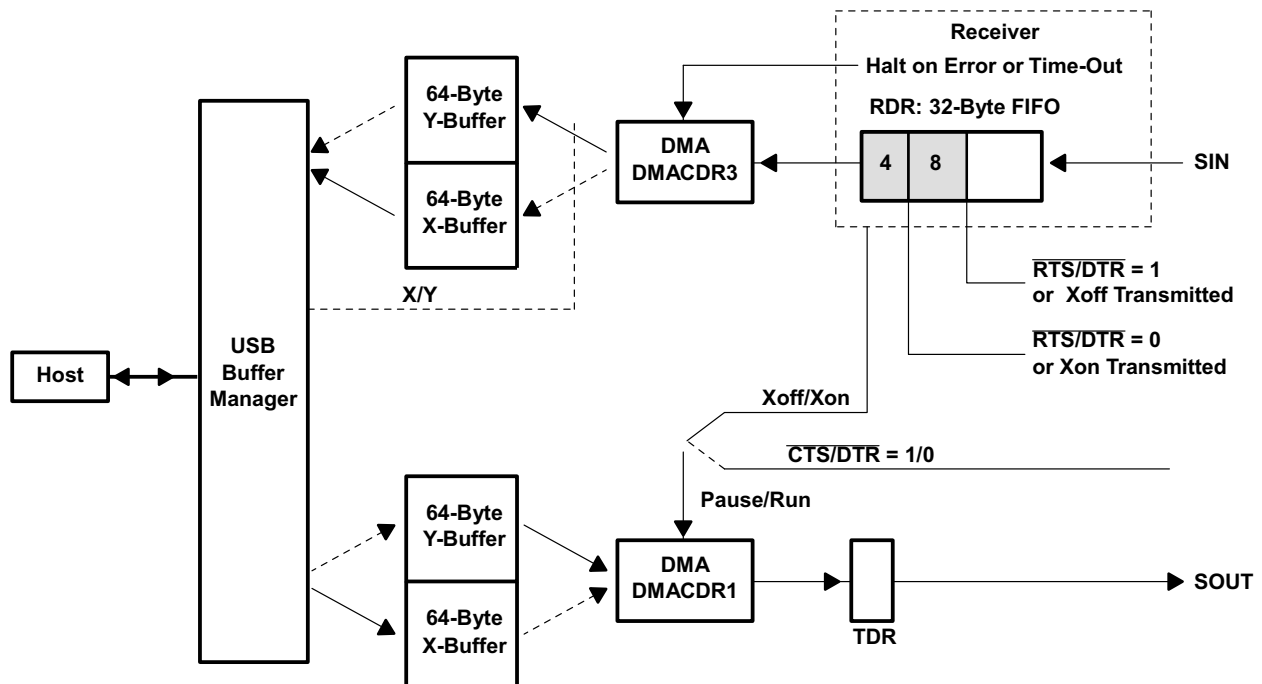 Receiver
Halt on Error or Time-Out
RDR: 32-Byte FIFO
64-Byte
Y-Buffer
64-Byte
X-Buffer
DMA
DMACDR3
4
8
SIN
X/Y
RTS/DTR = 1
or Xoff Transmitted
RTS/DTR = 0
or Xon Transmitted
Host
USB
Buffer
Manager
Xoff/Xon
CTS/DTR = 1/0
Pause/Run
64-Byte
Y-Buffer
64-Byte
X-Buffer
DMA
DMACDR1
TDR
SOUT